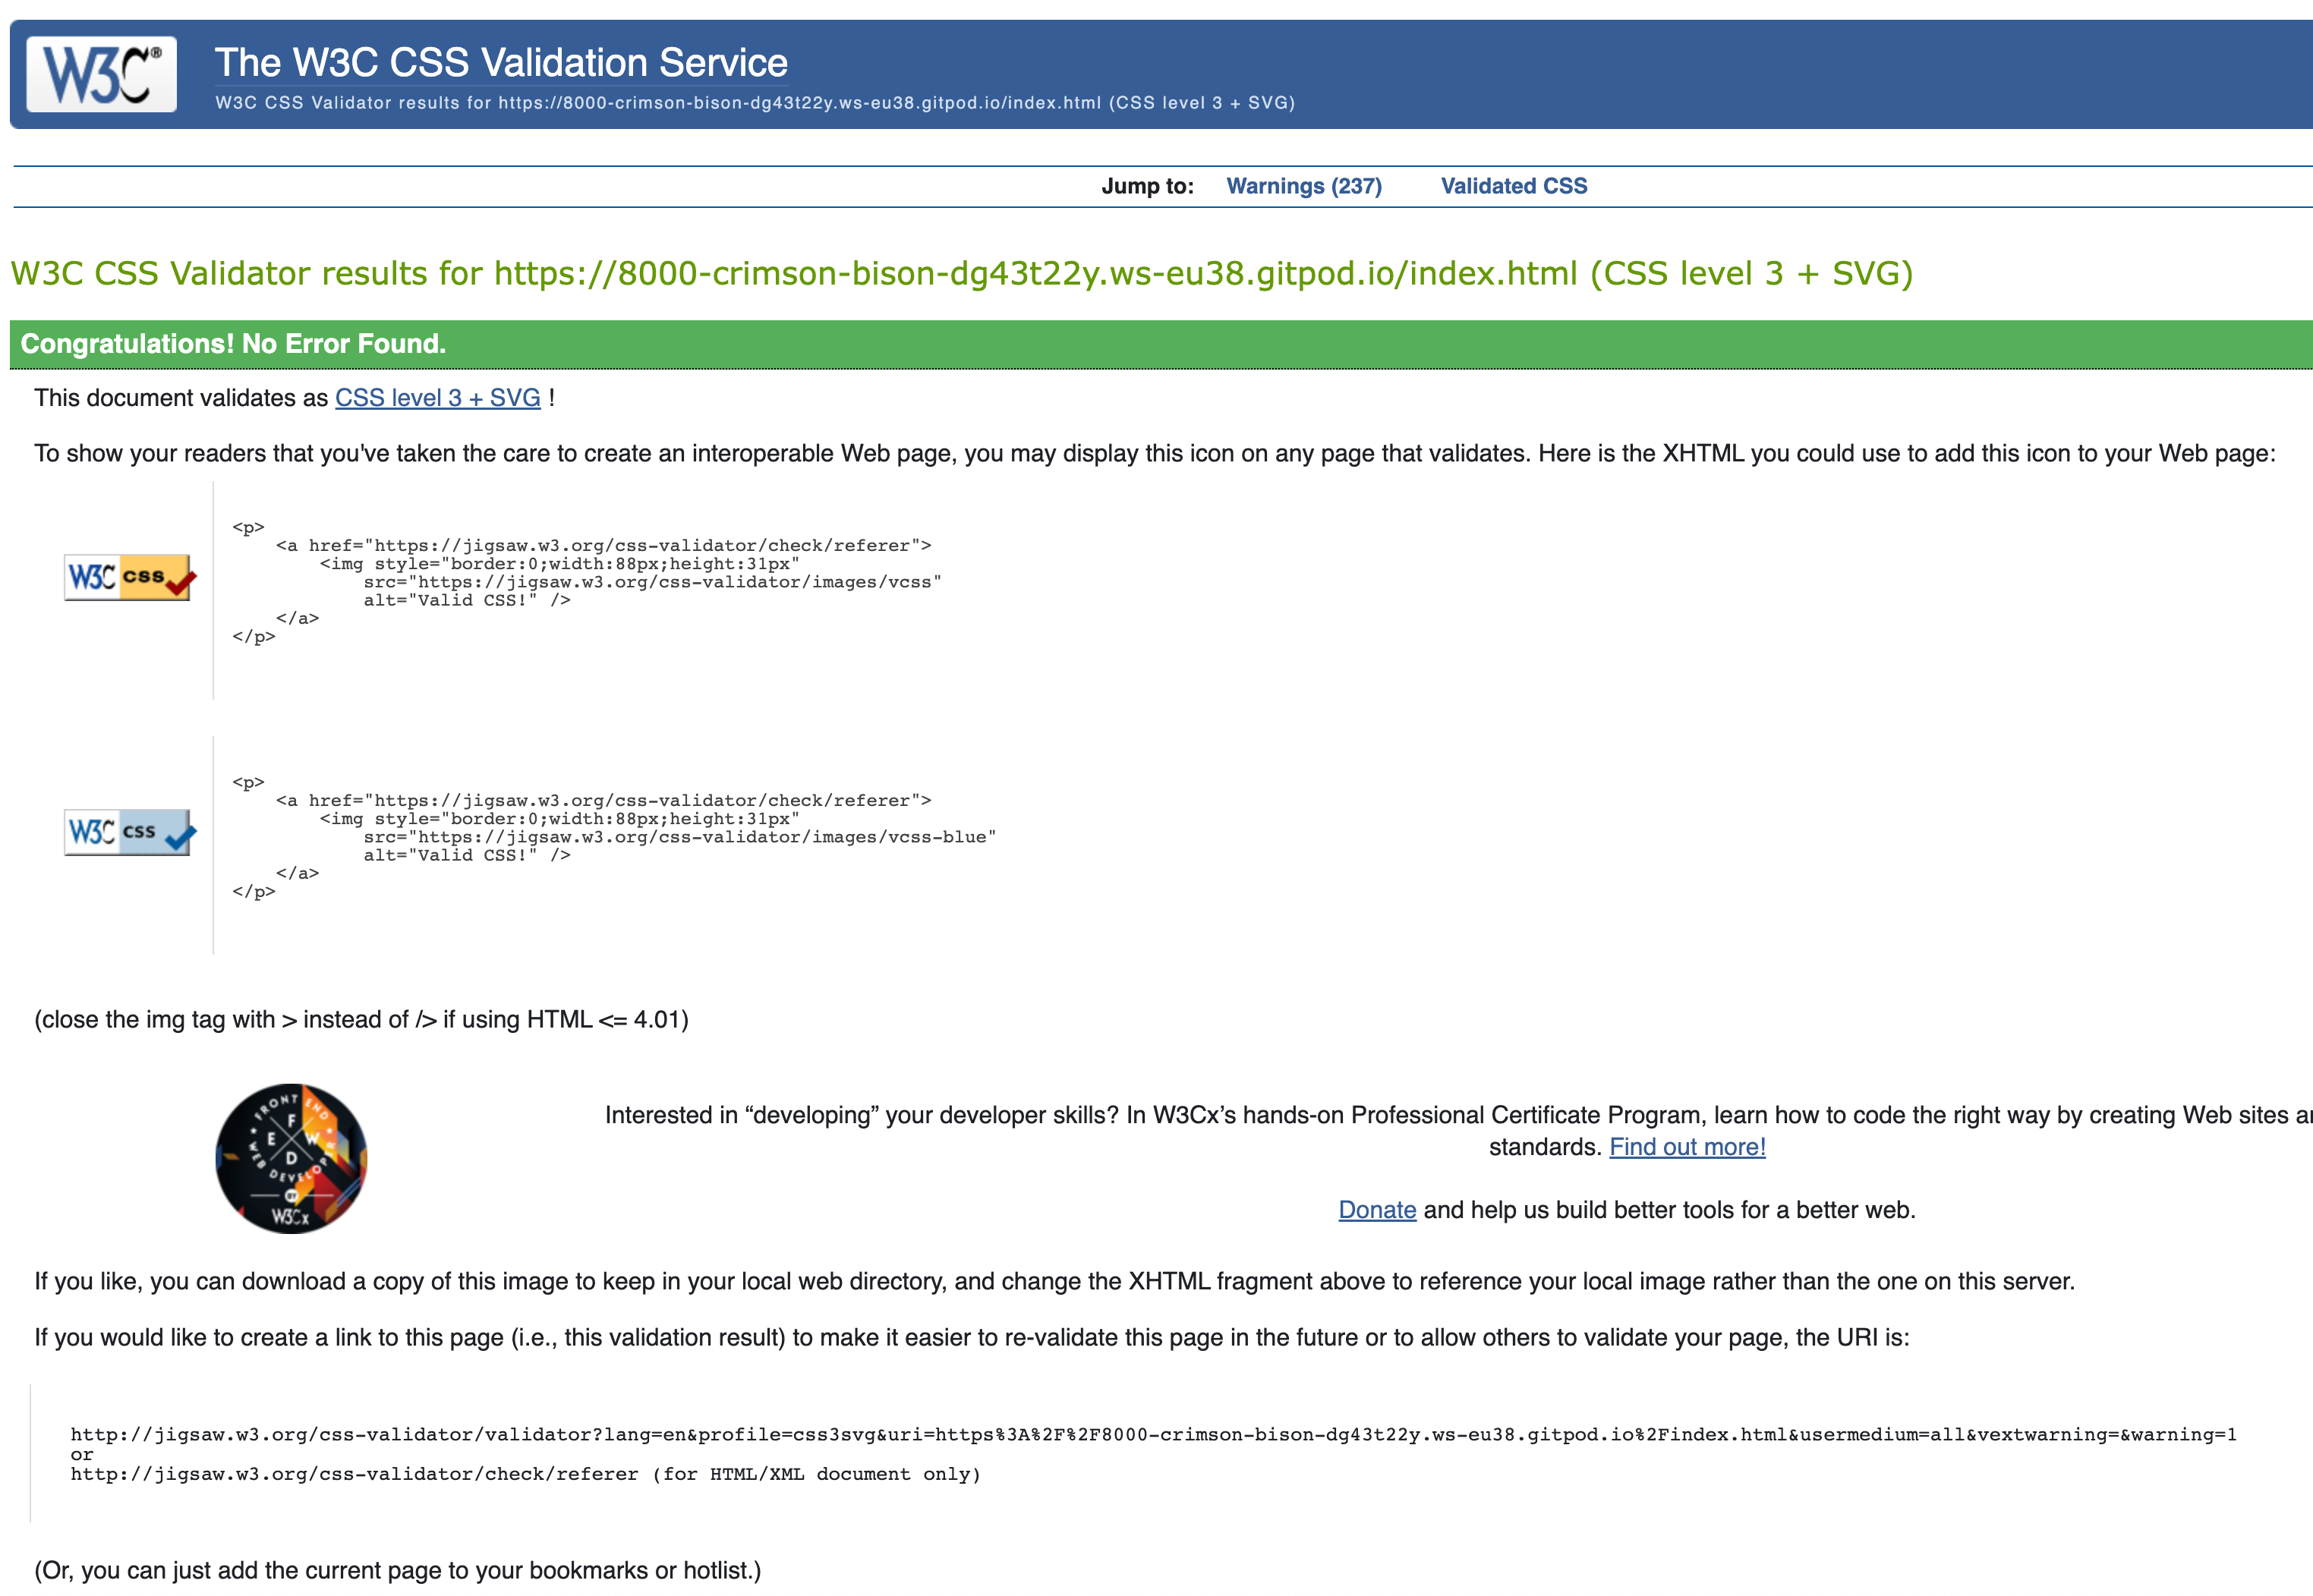 W3C®
The W3C CSS Validation Service
W3C CSS Validator results for https://8000-crimson-bison-dg43t22y.ws-eu38.gitpod.io/index.html (CSS level 3 + SVG)
Jump to: Warnings (237) Validated CSS
W3C CSS Validator results for https://8000-crimson-bison-dg43t22y.ws-eu38.gitpod.io/index.html (CSS level 3 + SVG)
Congratulations! No Error Found.
This document validates as CSS level 3 + SVG !
To show your readers that you've taken the care to create an interoperable Web page, you may display this icon on any page that validates. Here is the XHTML you could use to add this icon to your Web page:
W3C css
<p>
<a href="https://jigsaw.w3.org/css-validator/check/referer">
<img style="border:0;width:88px;height:31px"
src="https://jigsaw.w3.org/css-validator/images/vcss"
alt="Valid CSS!" />
</a>
</p>
W3C css
<p>
<a href="https://jigsaw.w3.org/css-validator/check/referer">
<img style="border:0;width:88px;height:31px"
src="https://jigsaw.w3.org/css-validator/images/vcss-blue"
alt="Valid CSS!" />
</a>
</p>
(close the img tag with > instead of /> if using HTML <= 4.01)
FRONT END
WEB DEVELOPER
F E W D
BY
W3Cx
Interested in “developing” your developer skills? In W3Cx’s hands-on Professional Certificate Program, learn how to code the right way by creating Web sites
standards. Find out more!
Donate and help us build better tools for a better web.
If you like, you can download a copy of this image to keep in your local web directory, and change the XHTML fragment above to reference your local image rather than the one on this server.
If you would like to create a link to this page (i.e., this validation result) to make it easier to re-validate this page in the future or to allow others to validate your page, the URI is:
http://jigsaw.w3.org/css-validator/validator?lang=en&profile=css3svg&uri=https%3A%2F%2F8000-crimson-bison-dg43t22y.ws-eu38.gitpod.io%2Findex.html&usermedium=all&vextwarning=&warning=1
or
http://jigsaw.w3.org/css-validator/check/referer (for HTML/XML document only)
(Or, you can just add the current page to your bookmarks or hotlist.)